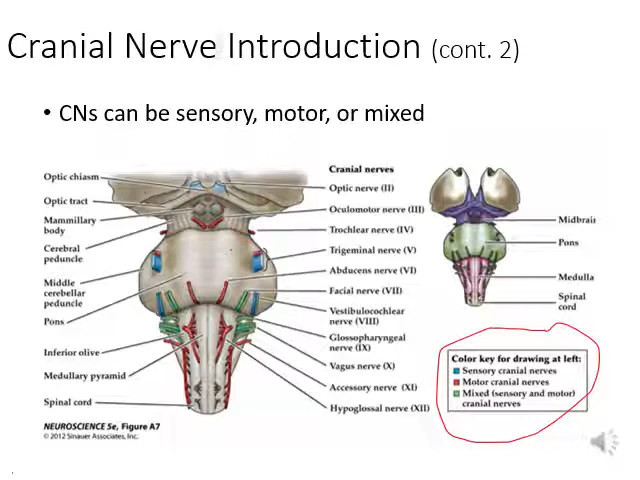 Cranial Nerve Introduction (cont. 2)
• CNs can be sensory, motor, or mixed
Optic chiasm
Optic tract
Mammillary
body
Cerebral
peduncle
Middle
cerebellar
peduncle
Pons
Inferior olive
Medullary pyramid
Spinal cord
Cranial nerves
Optic nerve (II)
Oculomotor nerve (III)
Trochlear nerve (IV)
Trigeminal nerve (V)
Abducens nerve (VI)
Facial nerve (VII)
Vestibulocochlear
nerve (VIII)
Glossopharyngeal
nerve (IX)
Vagus nerve (X)
Accessory nerve (XI)
Hypoglossal nerve (XII)
Midbrain
Pons
Medulla
Spinal
cord
Color key for drawing at left:
Sensory cranial nerves
Motor cranial nerves
Mixed (sensory and motor)
cranial nerves
NEUROSCIENCE 5e, Figure A7
© 2012 Sinauer Associates, Inc.